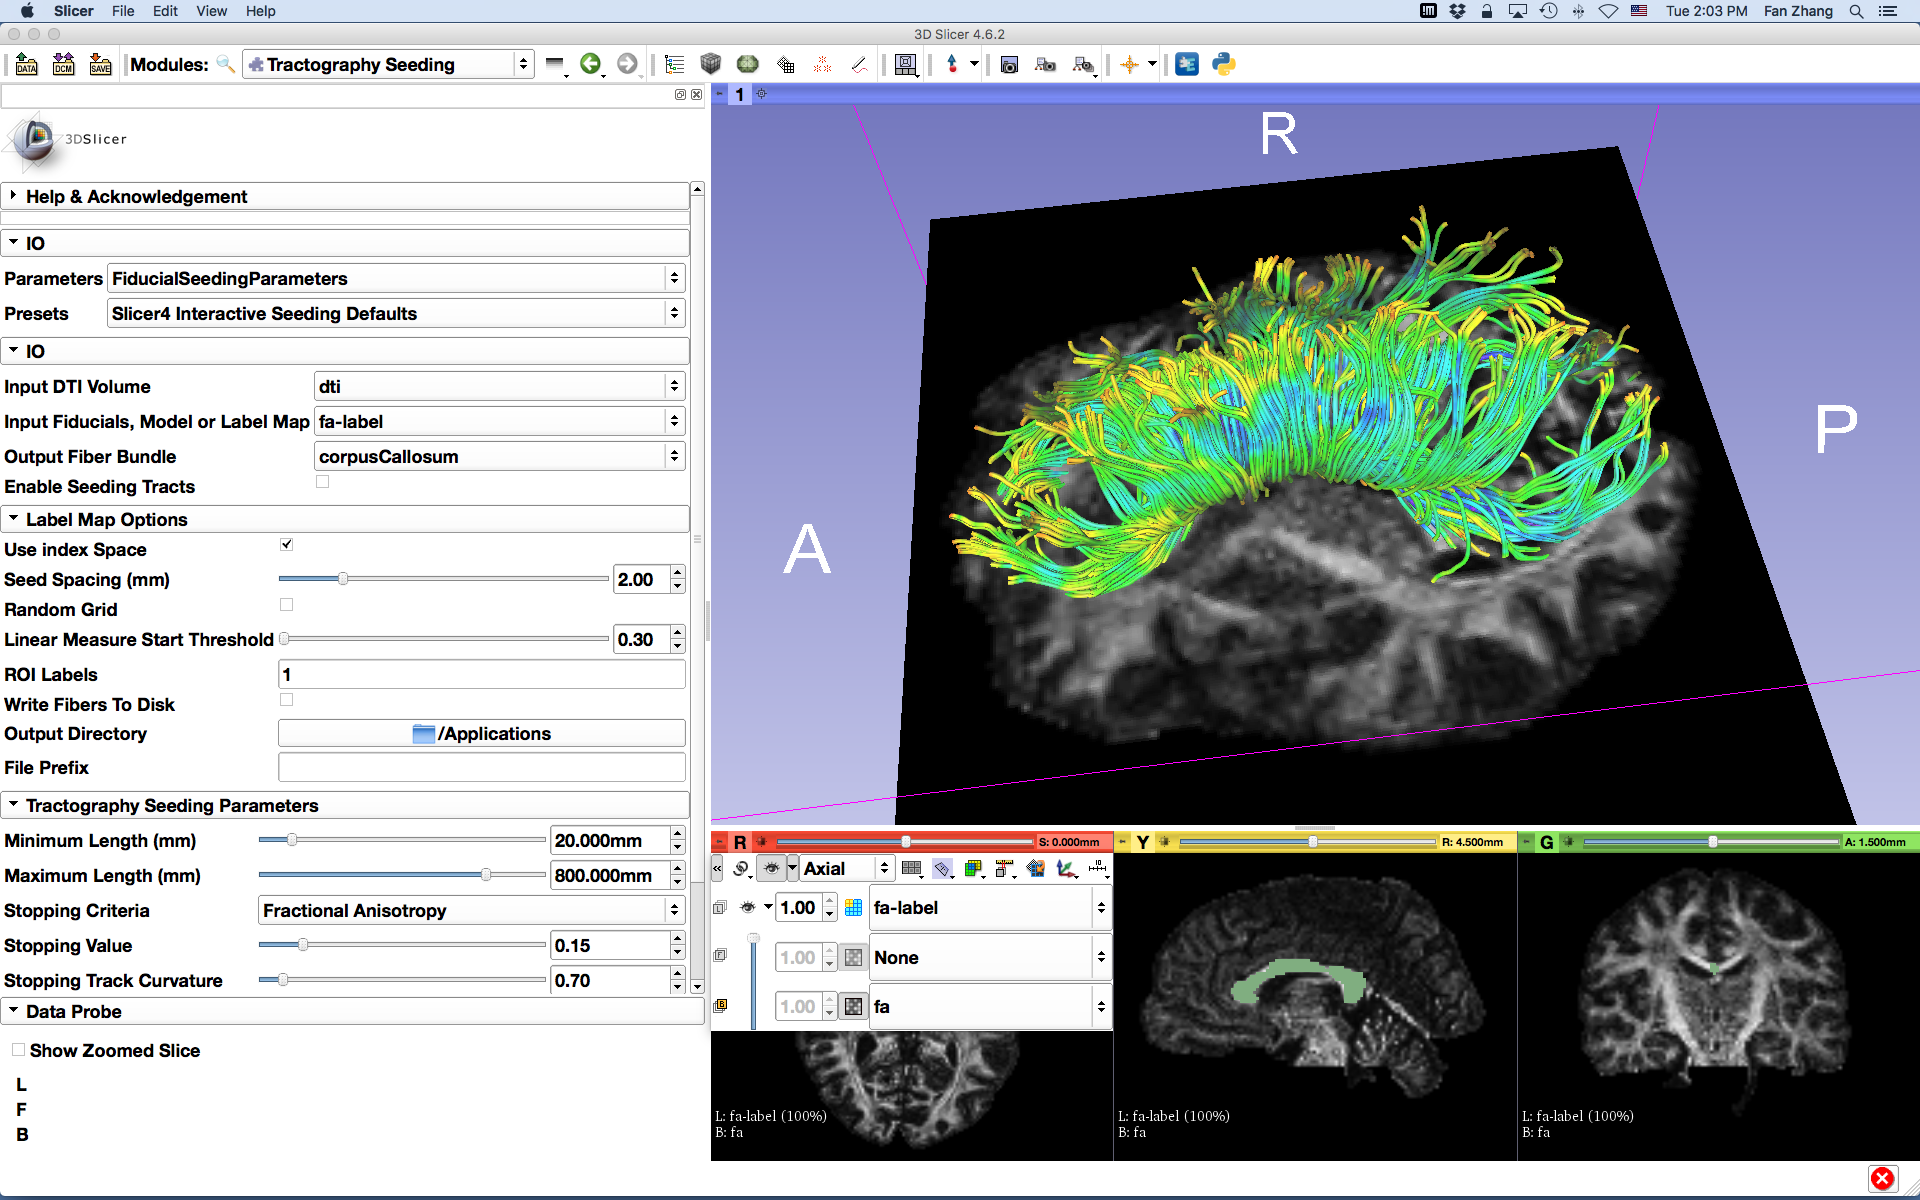 Slicer File Edit View Help Tue 2:03 PM Fan Zhang
3D Slicer 4.6.2
DATA DCM SAVE Modules: Tractography Seeding
1
3DSlicer
Help & Acknowledgement
IO
Parameters FiducialSeedingParameters
Presets Slicer4 Interactive Seeding Defaults
IO
Input DTI Volume dti
Input Fiducials, Model or Label Map fa-label
Output Fiber Bundle corpusCallosum
Enable Seeding Tracts
Label Map Options
Use index Space
Seed Spacing (mm) 2.00
Random Grid
Linear Measure Start Threshold 0.30
ROI Labels 1
Write Fibers To Disk
Output Directory /Applications
File Prefix
Tractography Seeding Parameters
Minimum Length (mm) 20.000mm
Maximum Length (mm) 800.000mm
Stopping Criteria Fractional Anisotropy
Stopping Value 0.15
Stopping Track Curvature 0.70
Data Probe
Show Zoomed Slice
L
F
B
R
A
P
R S: 0.000mm
Axial
1.00 fa-label
1.00 None
1.00 fa
L: fa-label (100%)
B: fa
Y R: 4.500mm
L: fa-label (100%)
B: fa
G A: 1.500mm
L: fa-label (100%)
B: fa